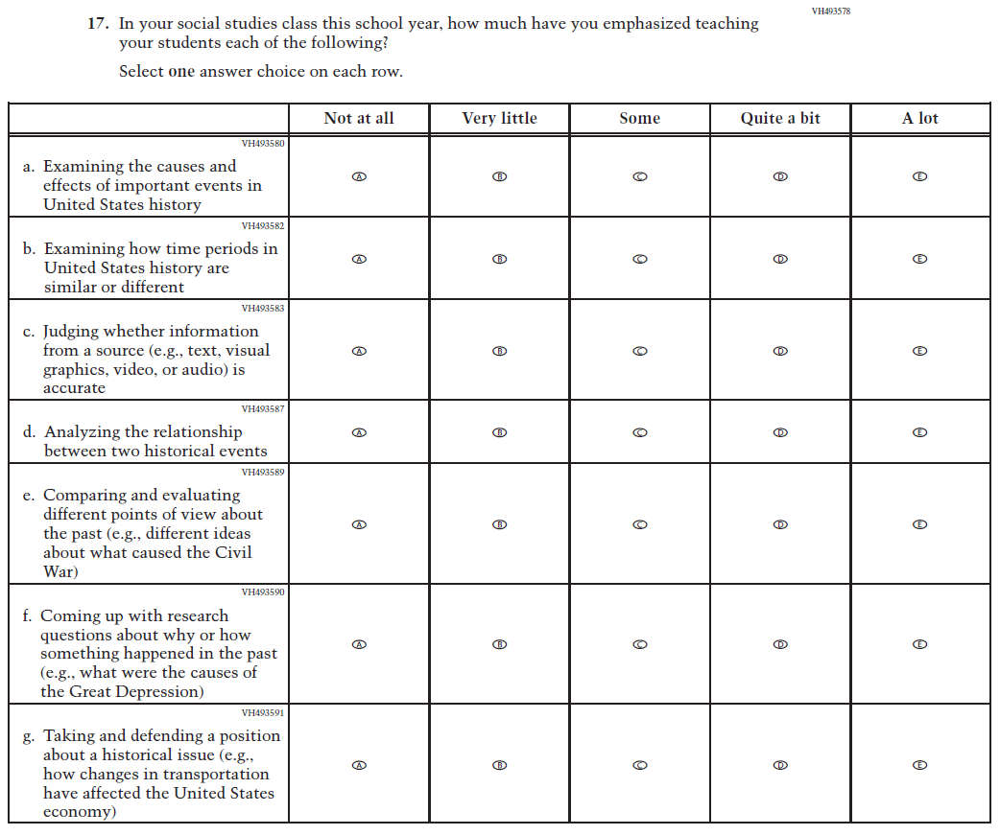 VH493578
17. In your social studies class this school year, how much have you emphasized teaching
your students each of the following?
Select one answer choice on each row.
Not at all Very little Some Quite a bit A lot
VH493580
a. Examining the causes and
effects of important events in
United States history
A B C D E
VH493582
b. Examining how time periods in
United States history are
similar or different
A B C D E
VH493583
c. Judging whether information
from a source (e.g., text, visual
graphics, video, or audio) is
accurate
A B C D E
VH493587
d. Analyzing the relationship
between two historical events
A B C D E
VH493589
e. Comparing and evaluating
different points of view about
the past (e.g., different ideas
about what caused the Civil
War)
A B C D E
VH493590
f. Coming up with research
questions about why or how
something happened in the past
(e.g., what were the causes of
the Great Depression)
A B C D E
VH493591
g. Taking and defending a position
about a historical issue (e.g.,
how changes in transportation
have affected the United States
economy)
A B C D E